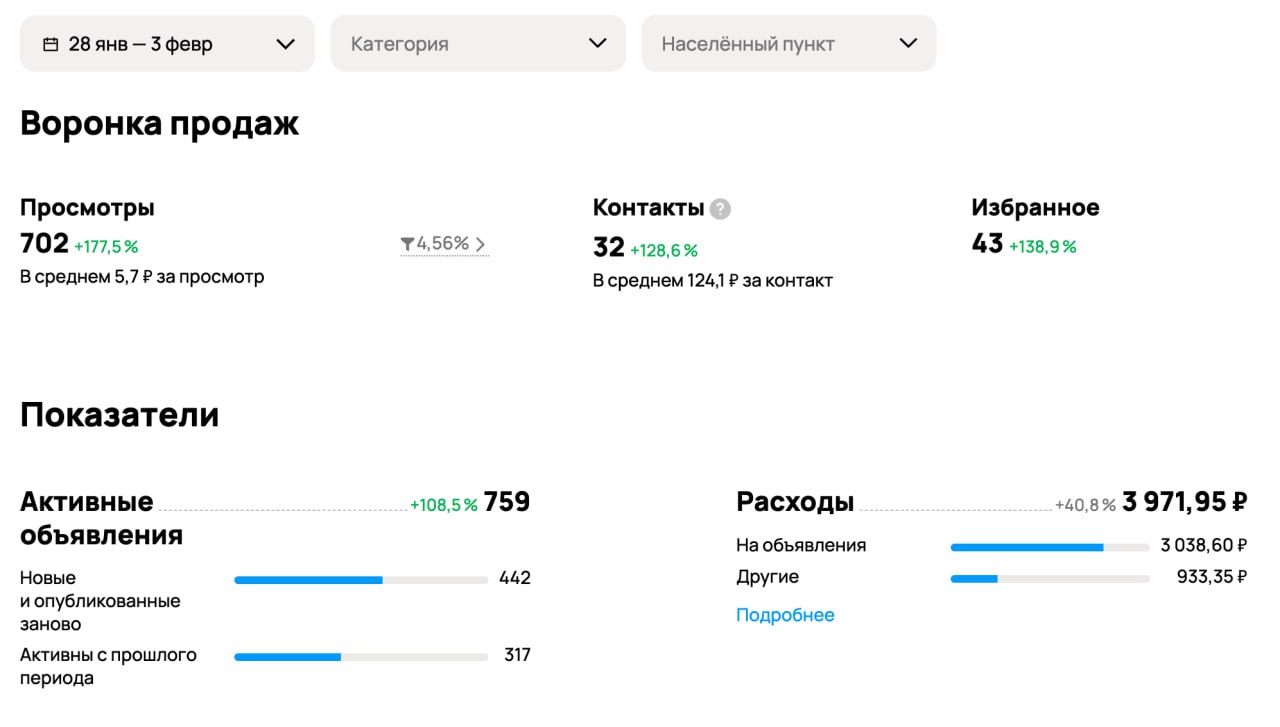 28 янв — 3 февр
Категория
Населённый пункт
Воронка продаж
Просмотры
702 +177,5 %
В среднем 5,7 ₽ за просмотр
4,56%
Контакты ?
32 +128,6 %
В среднем 124,1 ₽ за контакт
Избранное
43 +138,9 %
Показатели
Активные +108,5 % 759
объявления
Новые 442
и опубликованные
заново
Активны с прошлого 317
периода
Расходы +40,8 % 3 971,95 ₽
На объявления 3 038,60 ₽
Другие 933,35 ₽
Подробнее